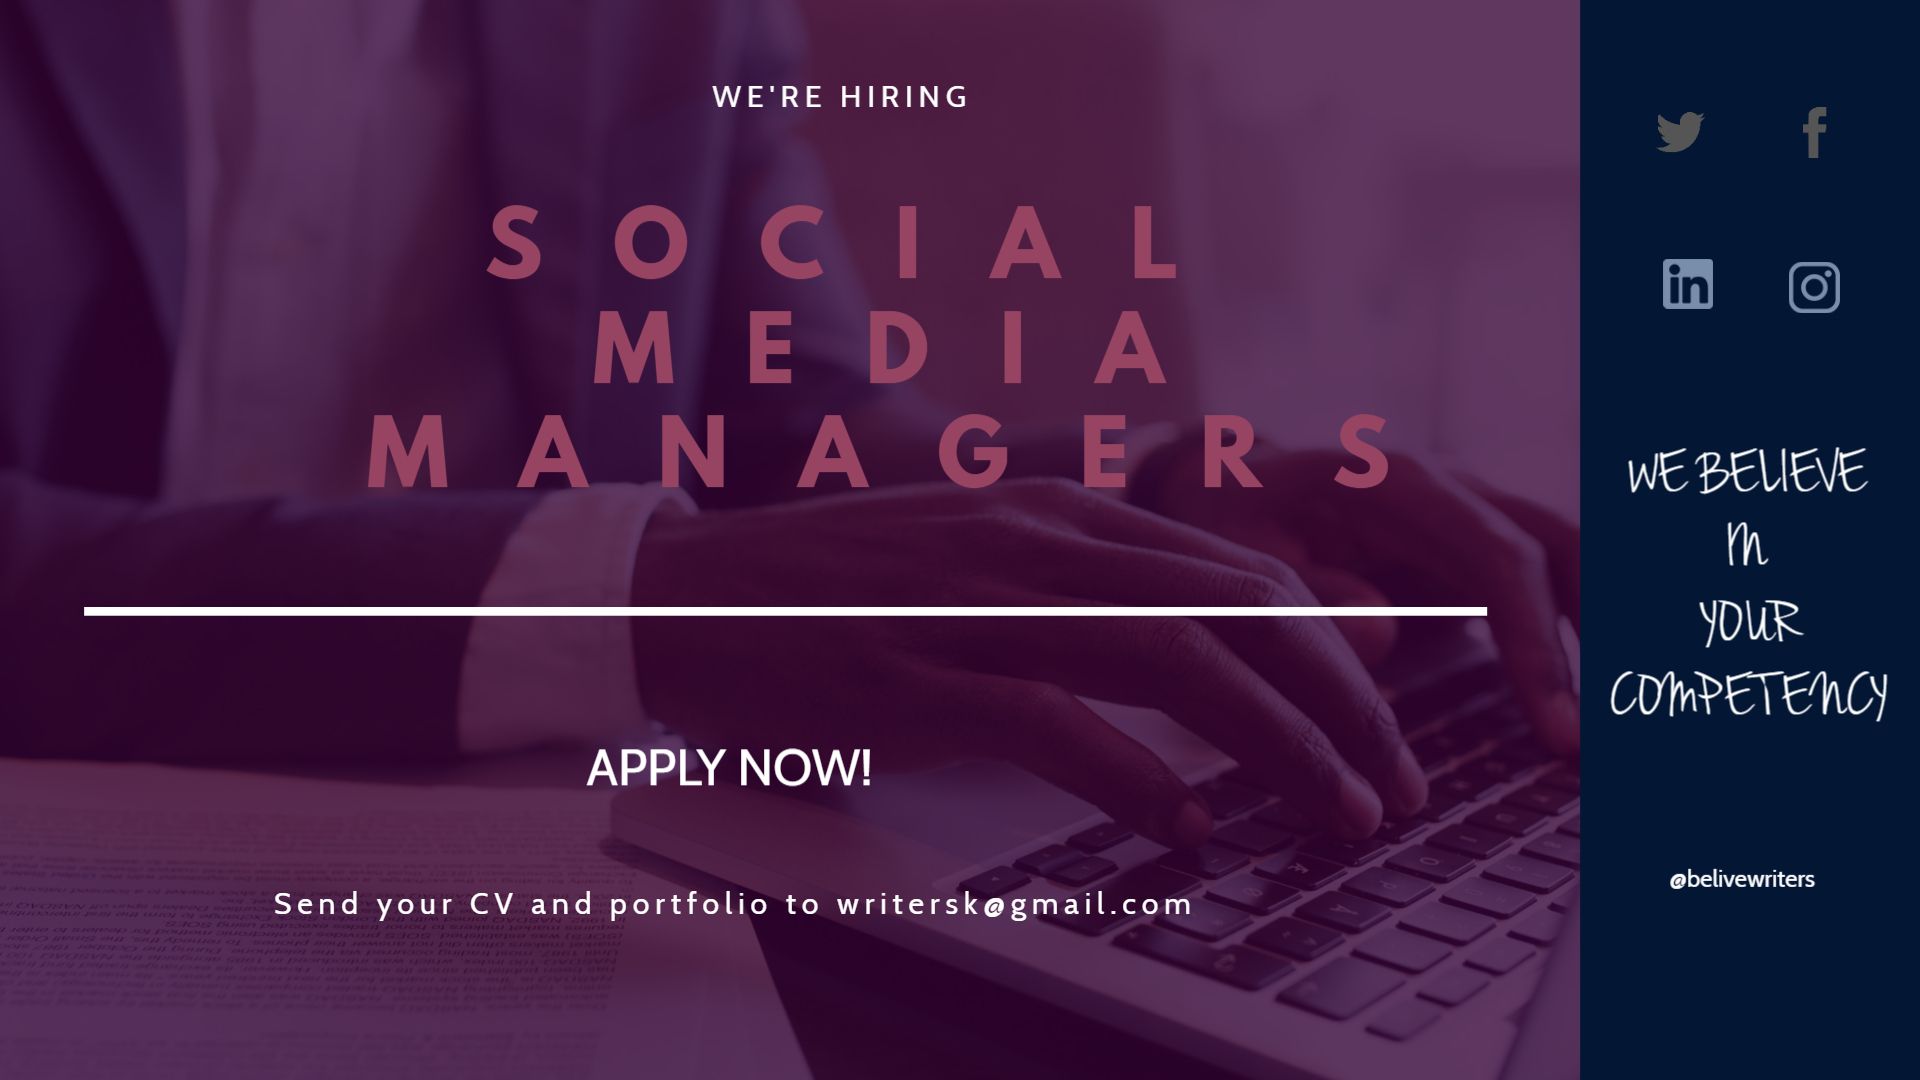 WE'RE HIRING
SOCIAL
MEDIA
MANAGERS
APPLY NOW!
Send your CV and portfolio to writersk@gmail.com
WE BELIEVE
IN
YOUR
COMPETENCY
@belivewriters